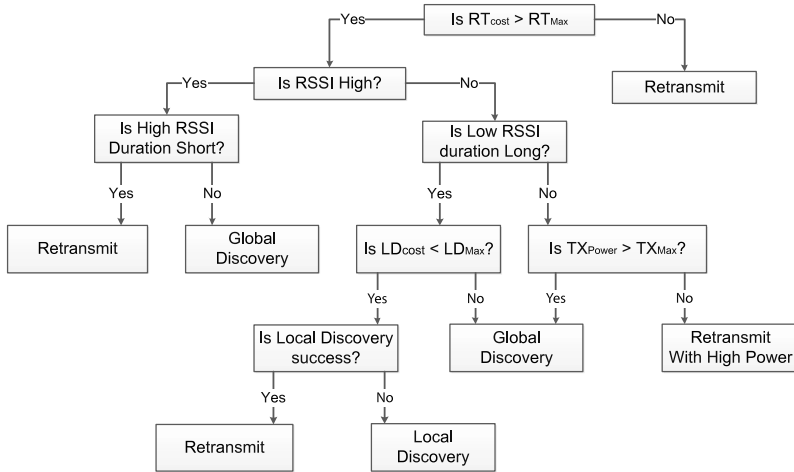 Is RTcost > RTMax
Yes
No
Is RSSI High?
Retransmit
Yes
No
Is High RSSI
Duration Short?
Is Low RSSI
duration Long?
Yes
No
Yes
No
Retransmit
Global
Discovery
Is LDcost < LDMax?
Is TXPower > TXMax?
Yes
No
Yes
No
Is Local Discovery
success?
Global
Discovery
Retransmit
With High Power
Yes
No
Retransmit
Local
Discovery